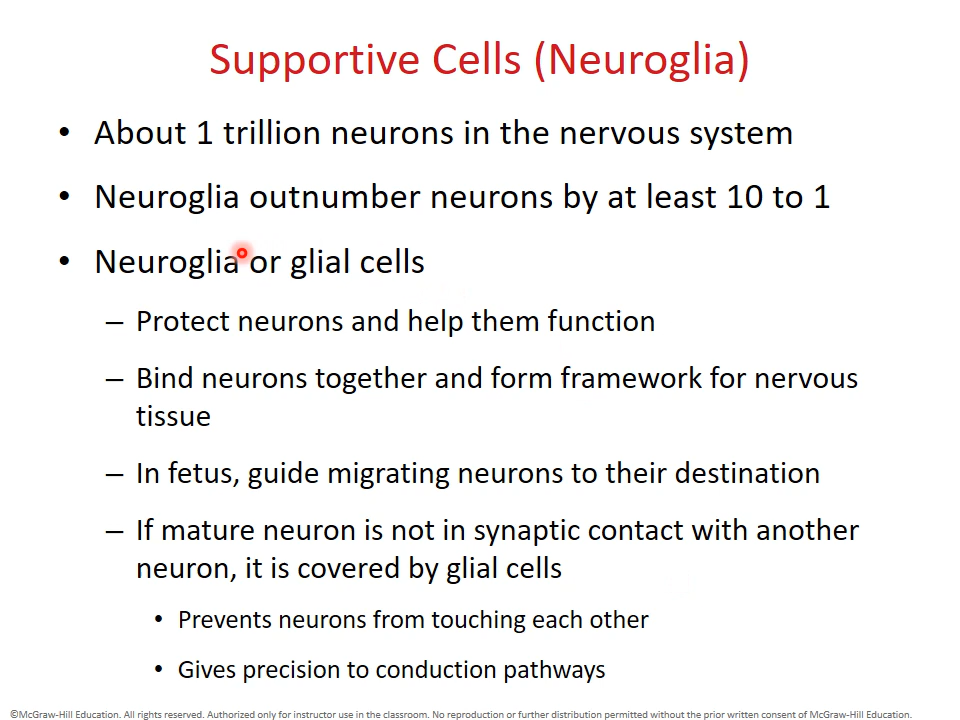 Supportive Cells (Neuroglia)
• About 1 trillion neurons in the nervous system
• Neuroglia outnumber neurons by at least 10 to 1
• Neuroglia or glial cells
– Protect neurons and help them function
– Bind neurons together and form framework for nervous
tissue
– In fetus, guide migrating neurons to their destination
– If mature neuron is not in synaptic contact with another
neuron, it is covered by glial cells
• Prevents neurons from touching each other
• Gives precision to conduction pathways
©McGraw-Hill Education. All rights reserved. Authorized only for instructor use in the classroom. No reproduction or further distribution permitted without the prior written consent of McGraw-Hill Education.